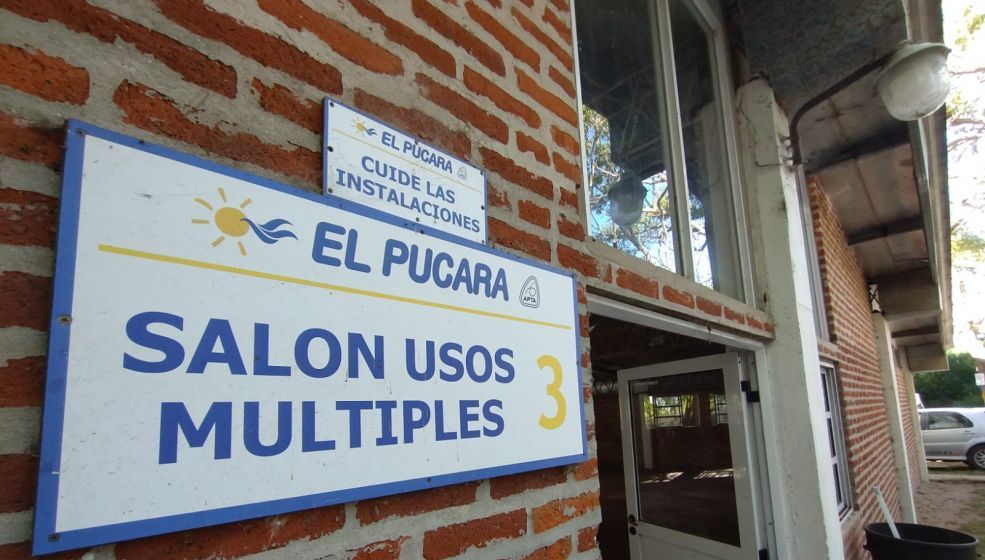 EL PUCARA
CUIDE LAS
INSTALACIONES
EL PUCARA
APTA
SALON USOS
MULTIPLES
3